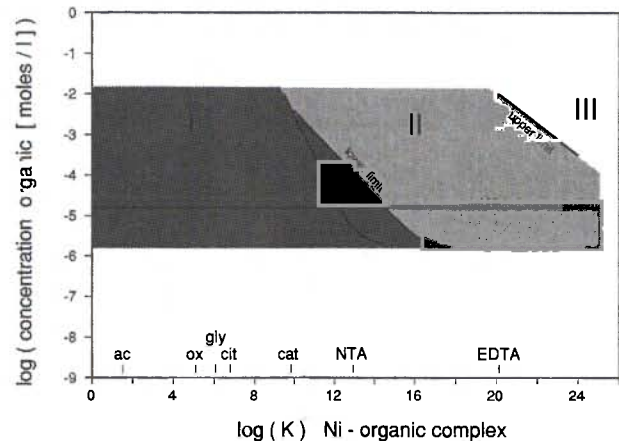 0
-1
-2
-3
-4
-5
-6
-7
-8
-9
log ( concentration organic [ moles / l ] )
I
II
III
upper
limit
ac
ox
gly
cit
cat
NTA
EDTA
0 4 8 12 16 20 24
log ( K ) Ni - organic complex